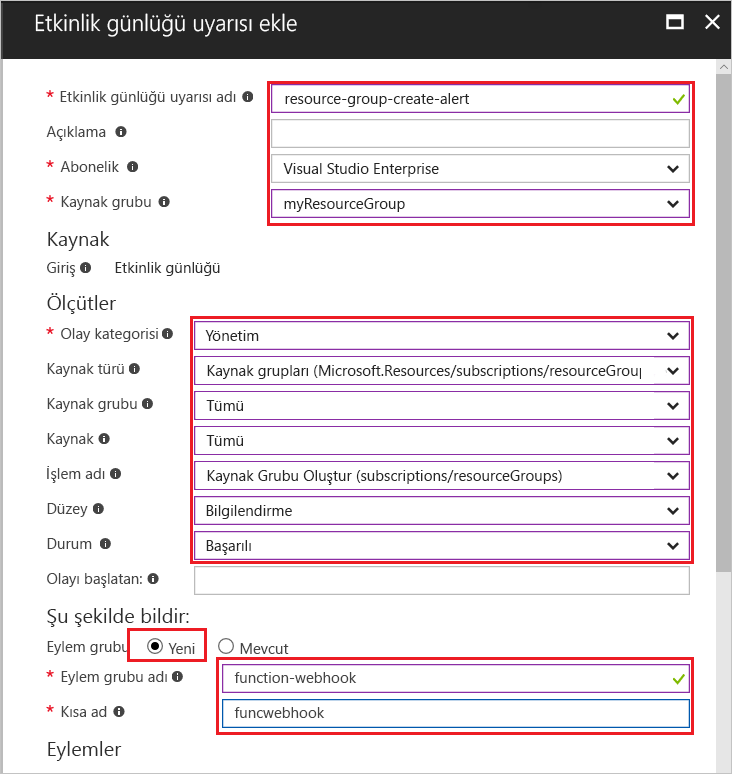 Etkinlik günlüğü uyarısı ekle
* Etkinlik günlüğü uyarısı adı resource-group-create-alert
Açıklama
* Abonelik Visual Studio Enterprise
* Kaynak grubu myResourceGroup
Kaynak
Giriş Etkinlik günlüğü
Ölçütler
* Olay kategorisi Yönetim
Kaynak türü Kaynak grupları (Microsoft.Resources/subscriptions/resourceGroup
Kaynak grubu Tümü
Kaynak Tümü
İşlem adı Kaynak Grubu Oluştur (subscriptions/resourceGroups)
Düzey Bilgilendirme
Durum Başarılı
Olayı başlatan:
Şu şekilde bildir:
Eylem grubu Yeni Mevcut
* Eylem grubu adı function-webhook
* Kısa ad funcwebhook
Eylemler